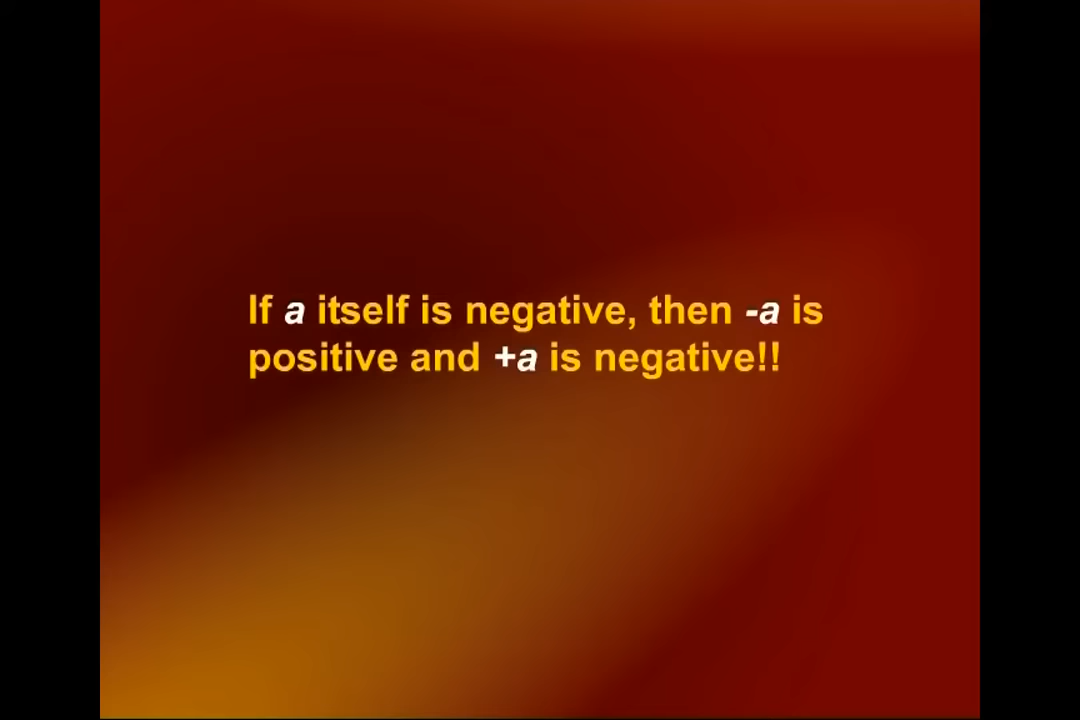 If a itself is negative, then -a is
positive and +a is negative!!